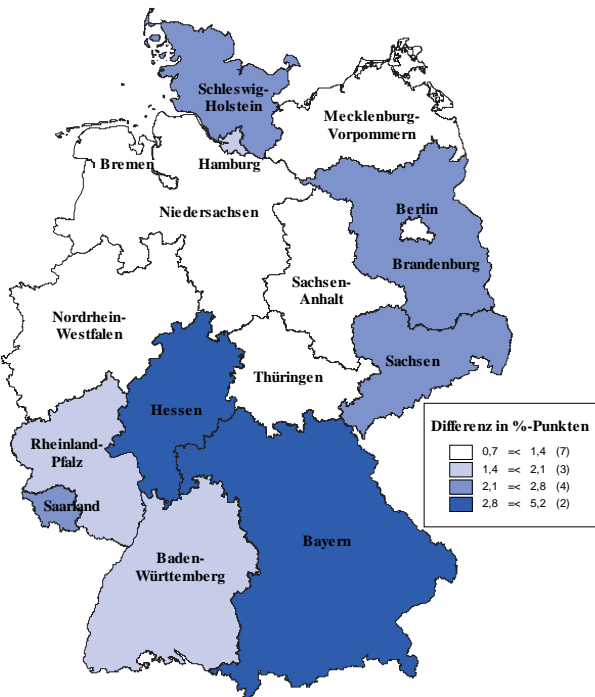 Schleswig-
Holstein
Mecklenburg-
Vorpommern
Bremen
Hamburg
Niedersachsen
Berlin
Brandenburg
Sachsen-
Anhalt
Nordrhein-
Westfalen
Sachsen
Thüringen
Hessen
Rheinland-
Pfalz
Saarland
Bayern
Baden-
Württemberg
Differenz in %-Punkten
0,7 =< 1,4 (7)
1,4 =< 2,1 (3)
2,1 =< 2,8 (4)
2,8 =< 5,2 (2)